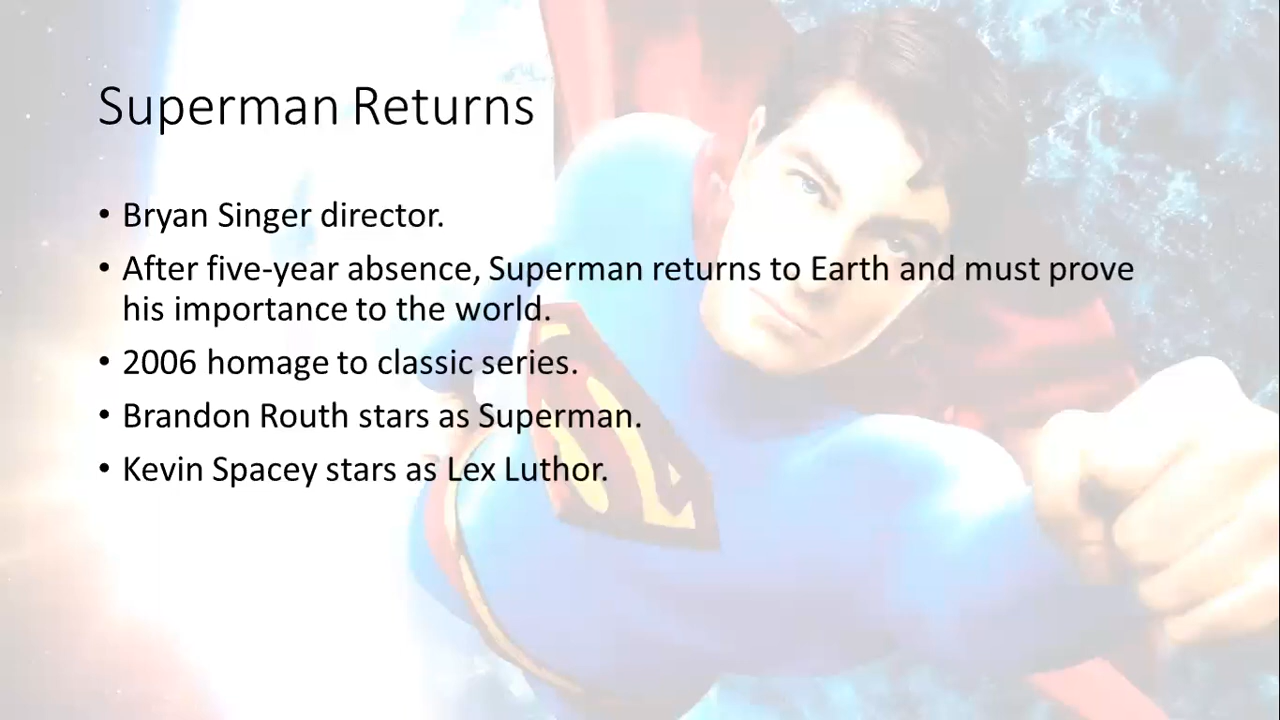 Superman Returns
• Bryan Singer director.
• After five-year absence, Superman returns to Earth and must prove
his importance to the world.
• 2006 homage to classic series.
• Brandon Routh stars as Superman.
• Kevin Spacey stars as Lex Luthor.